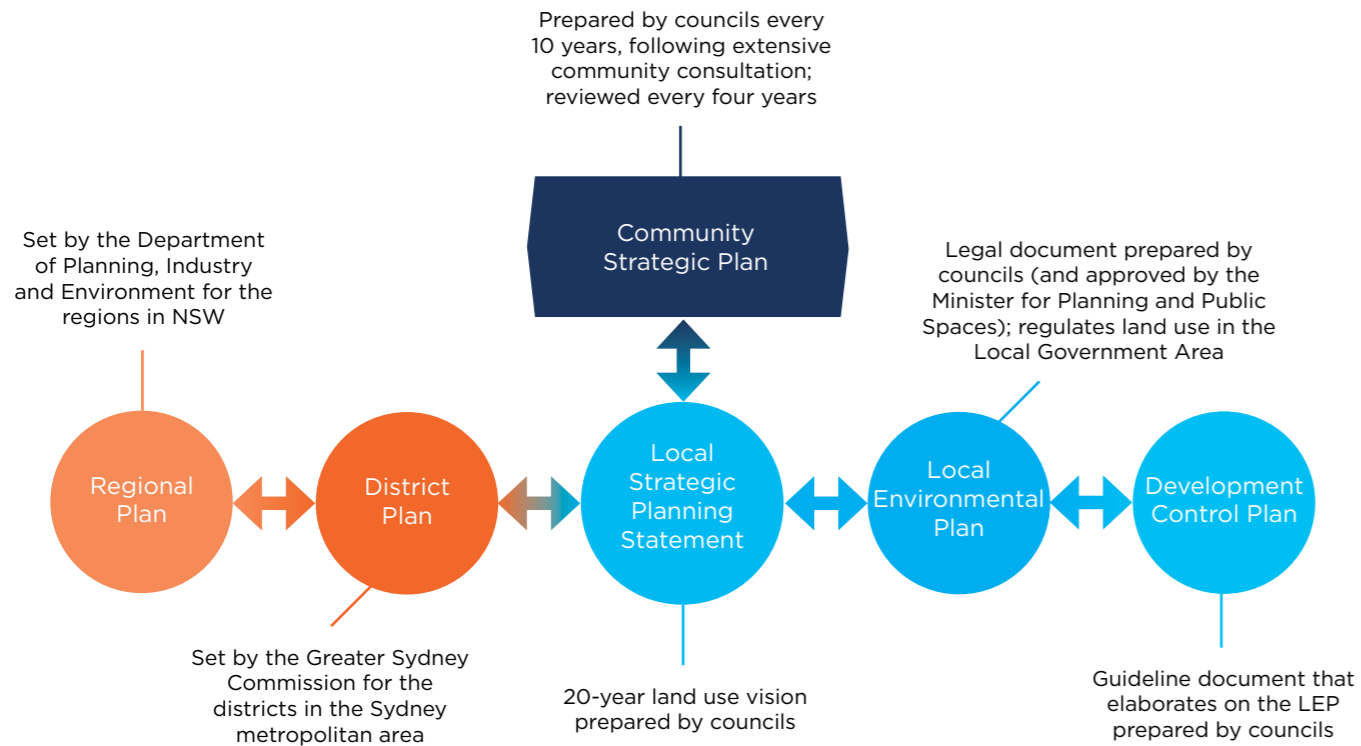 Prepared by councils every
10 years, following extensive
community consultation;
reviewed every four years
Community
Strategic Plan
Set by the Department
of Planning, Industry
and Environment for the
regions in NSW
Legal document prepared by
councils (and approved by the
Minister for Planning and Public
Spaces); regulates land use in the
Local Government Area
Regional
Plan
District
Plan
Local
Strategic
Planning
Statement
Local
Environmental
Plan
Development
Control Plan
Set by the Greater Sydney
Commission for the
districts in the Sydney
metropolitan area
20-year land use vision
prepared by councils
Guideline document that
elaborates on the LEP
prepared by councils